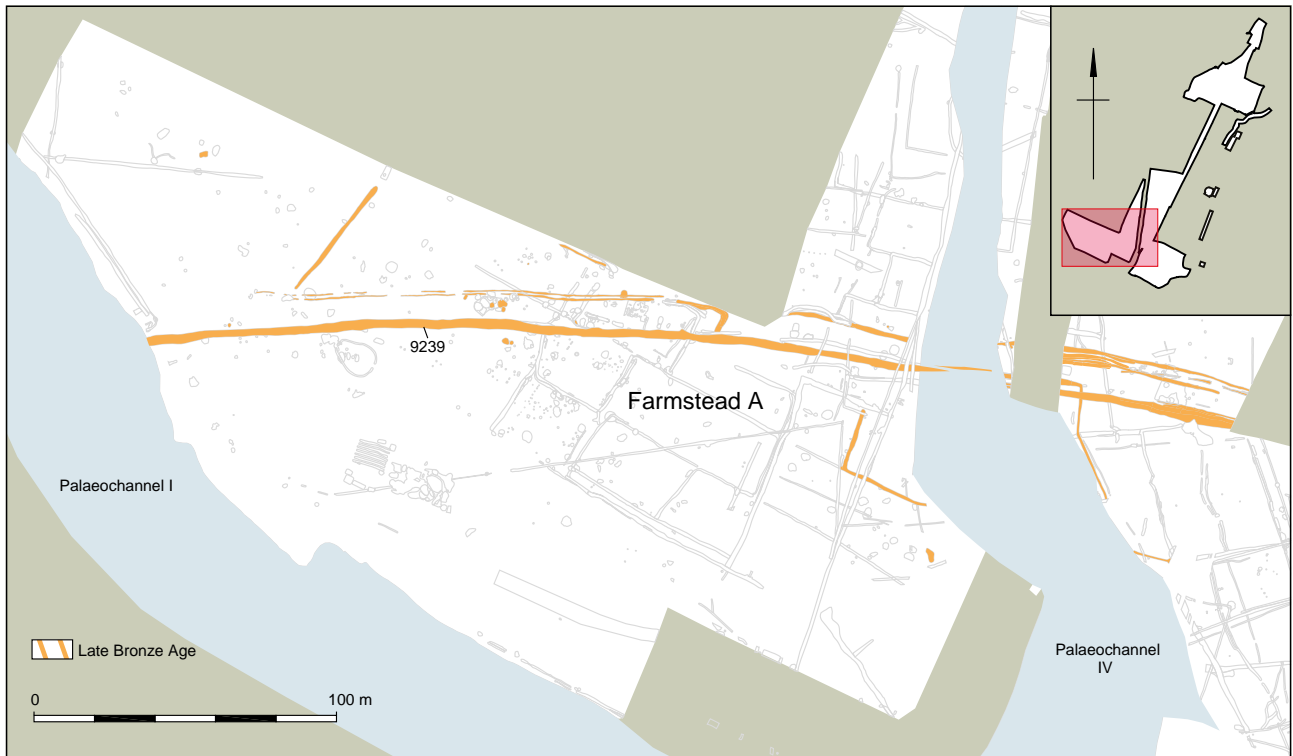 9239
Farmstead A
Palaeochannel I
Late Bronze Age
0 100 m
Palaeochannel
IV